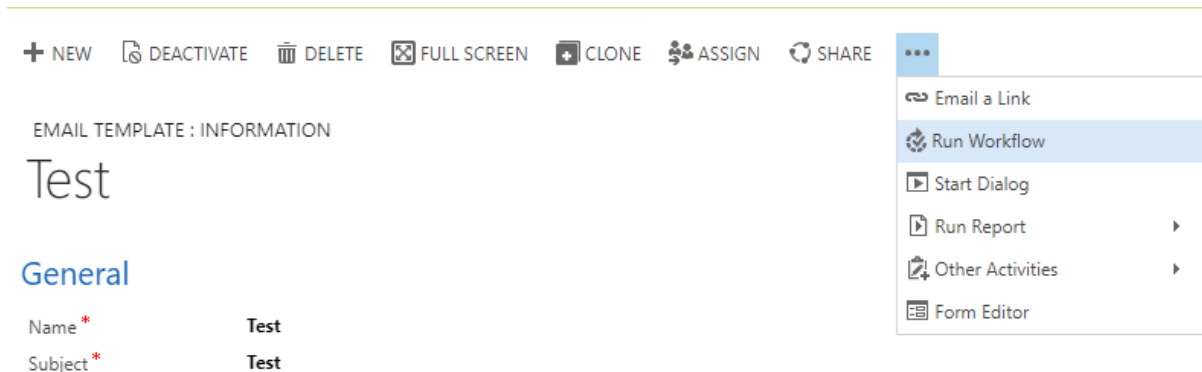 NEW DEACTIVATE DELETE FULL SCREEN CLONE ASSIGN SHARE •••
Email a Link
EMAIL TEMPLATE : INFORMATION
Run Workflow
Test
Start Dialog
Run Report
General
Other Activities
Form Editor
Name* Test
Subject* Test